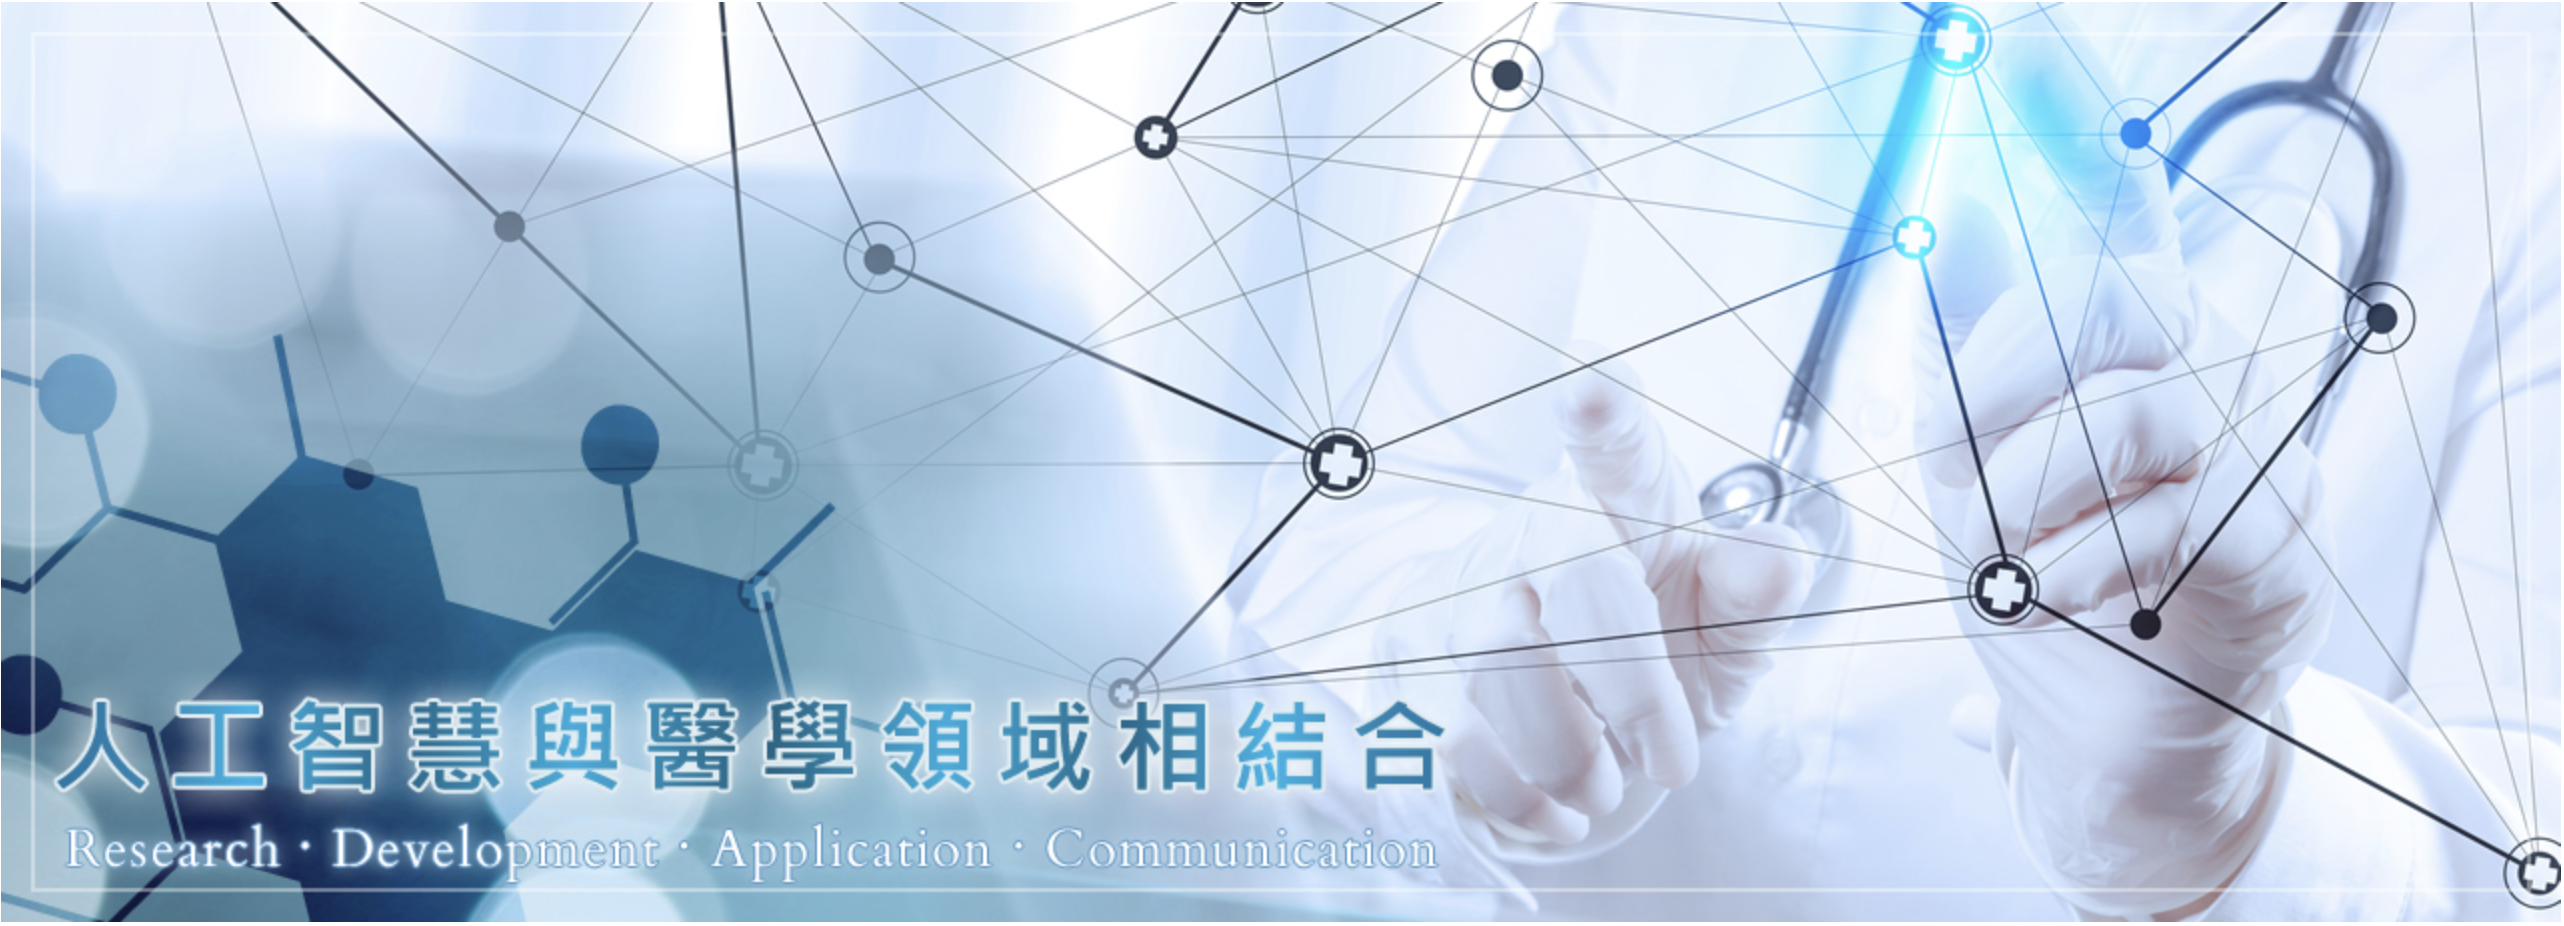 人工智慧與醫學領域相結合
Research · Development · Application · Communication